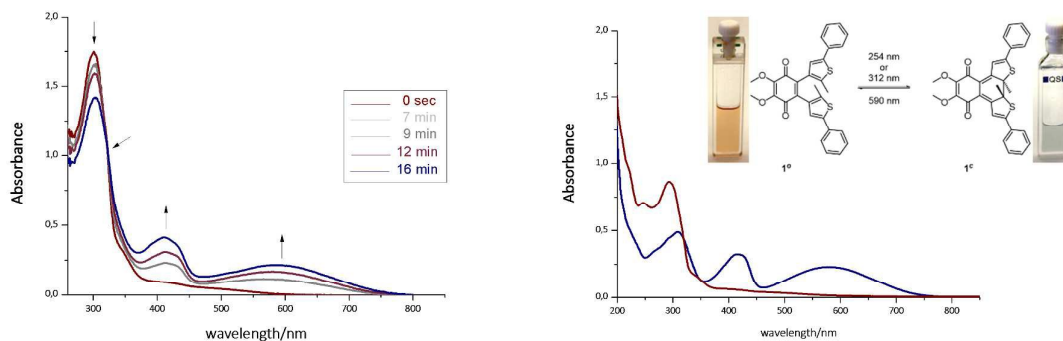 2,0
1,5
1,0
0,5
0,0
Absorbance
300
400
500
600
700
800
wavelength/nm
0 sec
7 min
9 min
12 min
16 min
2,0
1,5
1,0
0,5
0,0
Absorbance
200
300
400
500
600
700
800
wavelength/nm
O
O
O
O
S
S
1°
254 nm
or
312 nm
590 nm
O
O
O
O
S
S
1ᶜ
QS